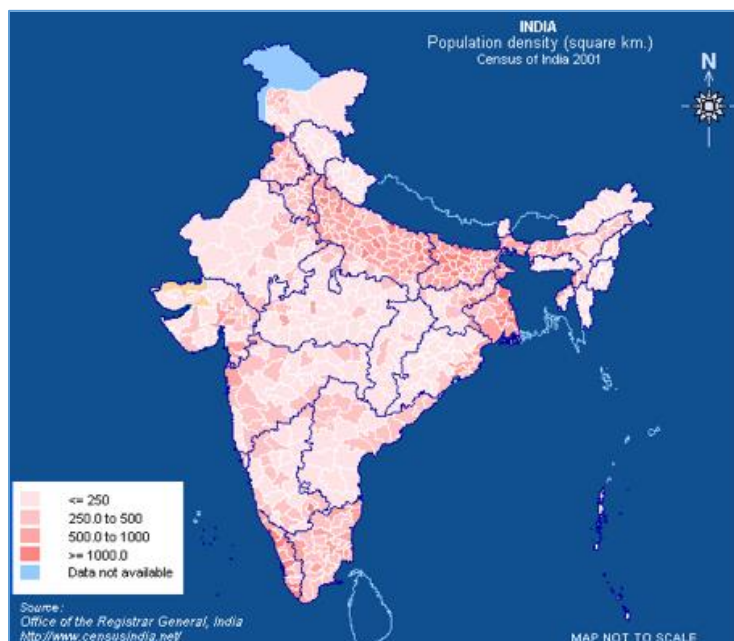 INDIA
Population density (square km.)
Census of India 2001
N
<= 250
250.0 to 500
500.0 to 1000
>= 1000.0
Data not available
Source:
Office of the Registrar General, India
http://www.censusindia.net/
MAP NOT TO SCALE